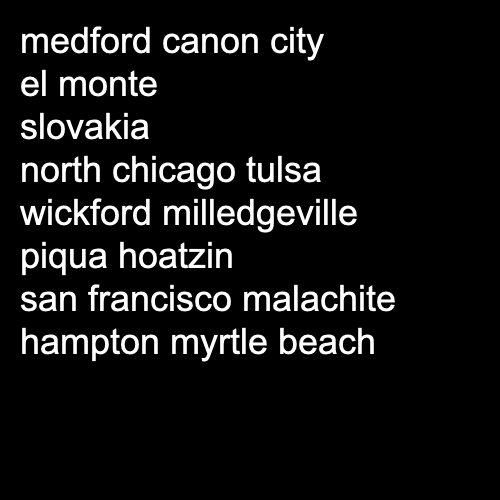 medford canon city
el monte
slovakia
north chicago tulsa
wickford milledgeville
piqua hoatzin
san francisco malachite
hampton myrtle beach